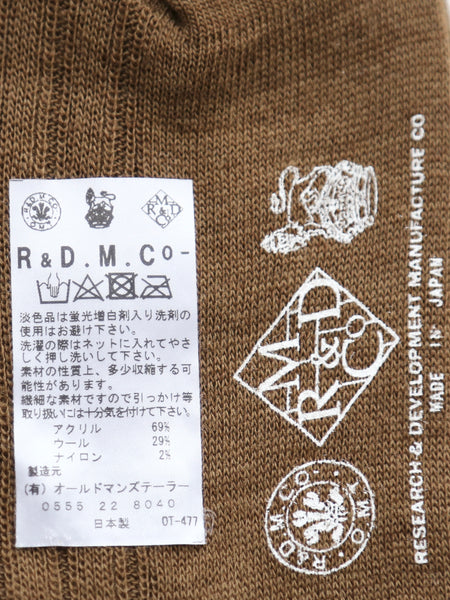 R & D . M . Co-
淡色品は蛍光増白剤入り洗剤の
使用はお避け下さい。
洗濯の際はネットに入れてやさ
しく押し洗いして下さい。
素材の性質上、多少収縮する可
能性があります。
繊細な素材ですので引っかけ等
取り扱いには十分気を付けて下さい。
アクリル 69%
ウール 29%
ナイロン 2%
製造元
(有) オールドマンズテーラー
0555 22 8040
日本製 OT-477
R & D
M Co
R & D . M . CO . O.M.T
RESEARCH & DEVELOPMENT MANUFACTURE CO
MADE IN JAPAN